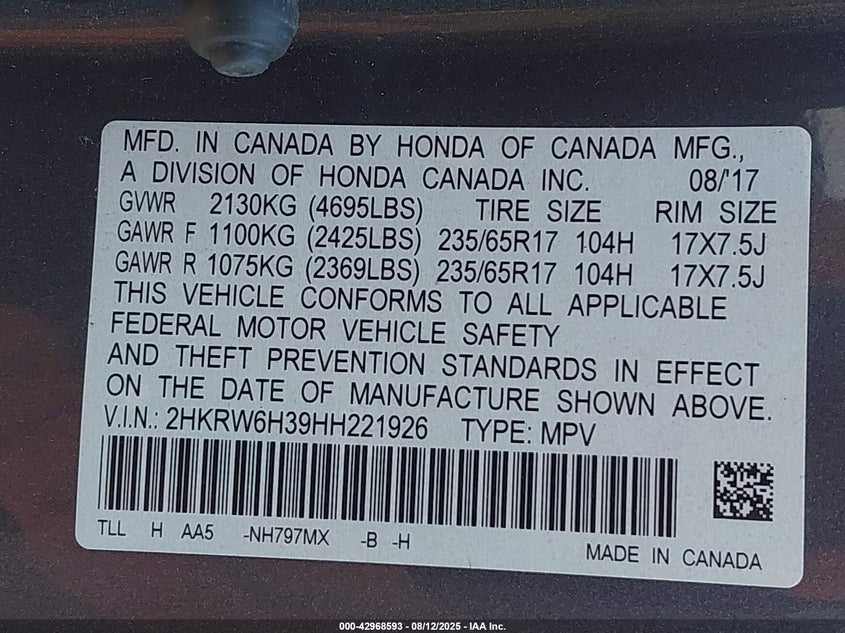 MFD. IN CANADA BY HONDA OF CANADA MFG.,
A DIVISION OF HONDA CANADA INC. 08/'17
GVWR 2130KG (4695LBS) TIRE SIZE RIM SIZE
GAWR F 1100KG (2425LBS) 235/65R17 104H 17X7.5J
GAWR R 1075KG (2369LBS) 235/65R17 104H 17X7.5J
THIS VEHICLE CONFORMS TO ALL APPLICABLE
FEDERAL MOTOR VEHICLE SAFETY
AND THEFT PREVENTION STANDARDS IN EFFECT
ON THE DATE OF MANUFACTURE SHOWN ABOVE.
V.I.N.: 2HKRW6H39HH221926 TYPE: MPV
TLL H AA5 -NH797MX -B -H
MADE IN CANADA
000-42968593 - 08/12/2025 - IAA Inc.